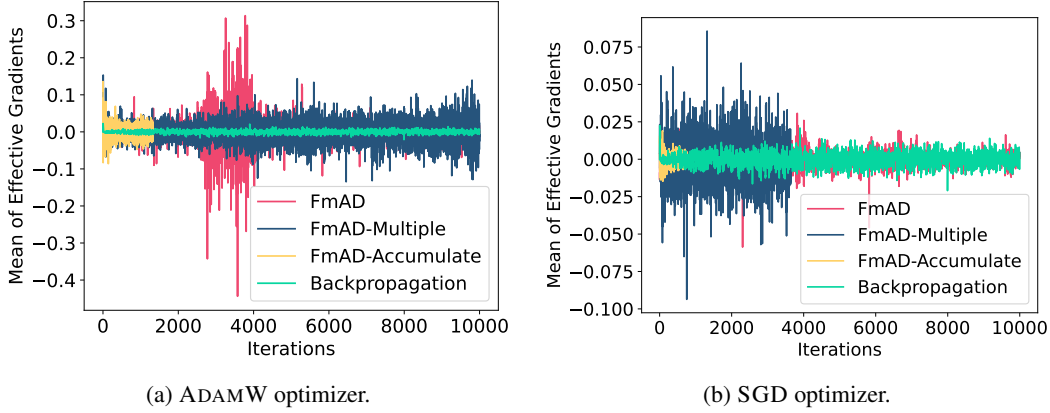 0.3
0.2
0.1
0.0
−0.1
−0.2
−0.3
−0.4
Mean of Effective Gradients
0 2000 4000 6000 8000 10000
Iterations
FmAD
FmAD-Multiple
FmAD-Accumulate
Backpropagation
(a) ADAMW optimizer.
0.075
0.050
0.025
0.000
−0.025
−0.050
−0.075
−0.100
Mean of Effective Gradients
0 2000 4000 6000 8000 10000
Iterations
FmAD
FmAD-Multiple
FmAD-Accumulate
Backpropagation
(b) SGD optimizer.